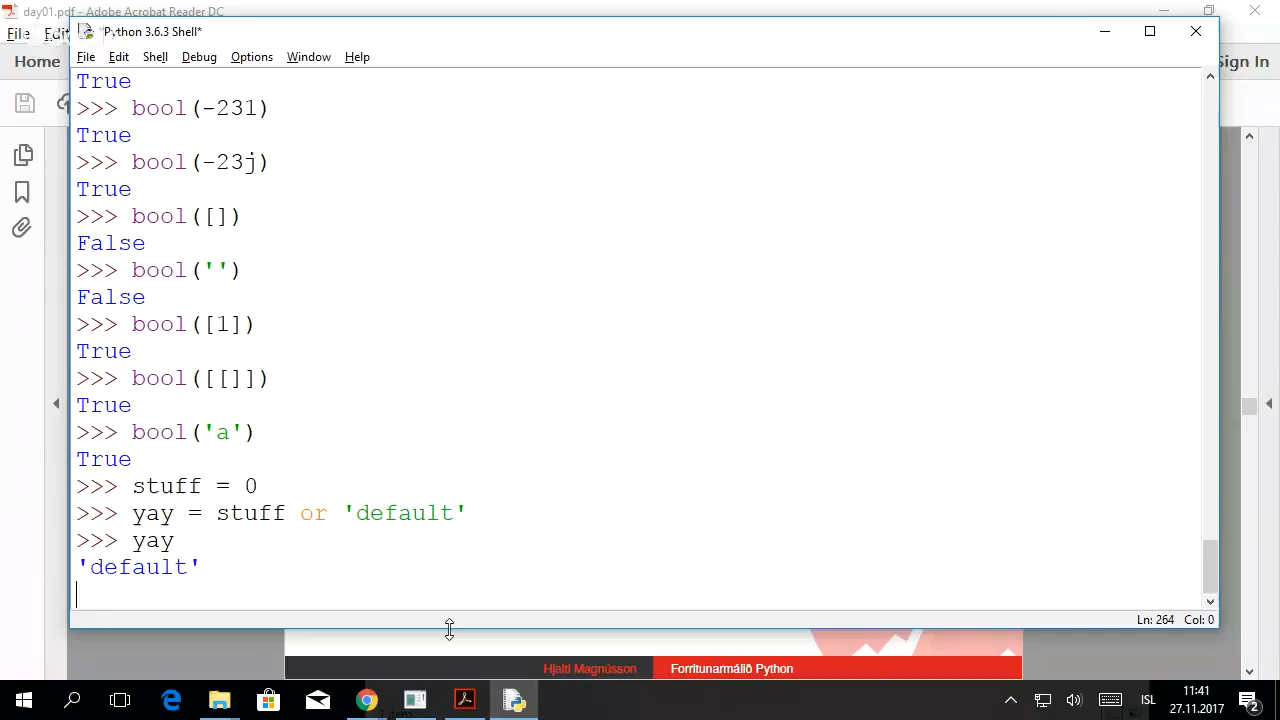 day01.pdf - Adobe Acrobat Reader DC
*Python 3.6.3 Shell*
File Edit
File Edit Shell Debug Options Window Help
Home
Sign In
True
>>> bool(-231)
True
>>> bool(-23j)
True
>>> bool([])
False
>>> bool('')
False
>>> bool([1])
True
>>> bool([[]])
True
>>> bool('a')
True
>>> stuff = 0
>>> yay = stuff or 'default'
>>> yay
'default'
Ln: 264 Col: 0
Hjalti Magnússon Forritunarmálið Python
ISL
11:41
27.11.2017
2